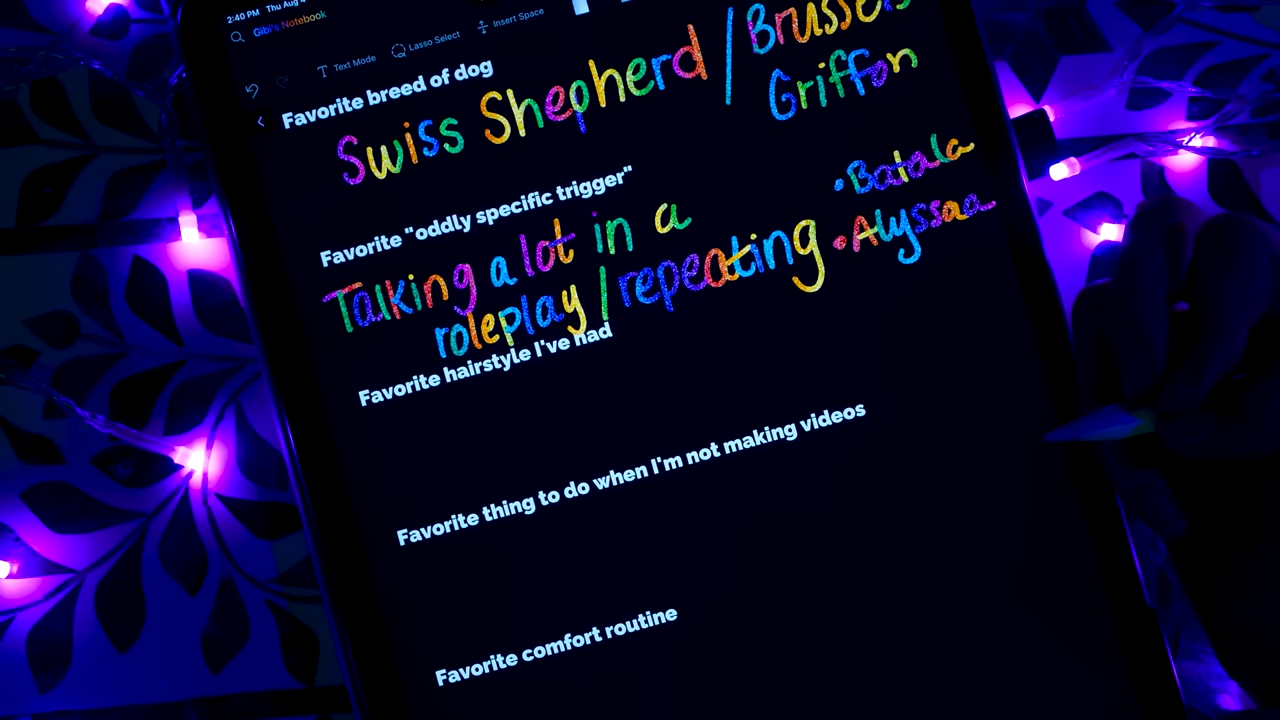 2:40 PM Thu Aug
Gibi's Notebook
Text Mode
Lasso Select
Insert Space
Favorite breed of dog
Swiss Shepherd / Brussels
Griffon
Favorite "oddly specific trigger"
Talking a lot in a
roleplay / repeating
• Batala
• Alyssaa
Favorite hairstyle I've had
Favorite thing to do when I'm not making videos
Favorite comfort routine